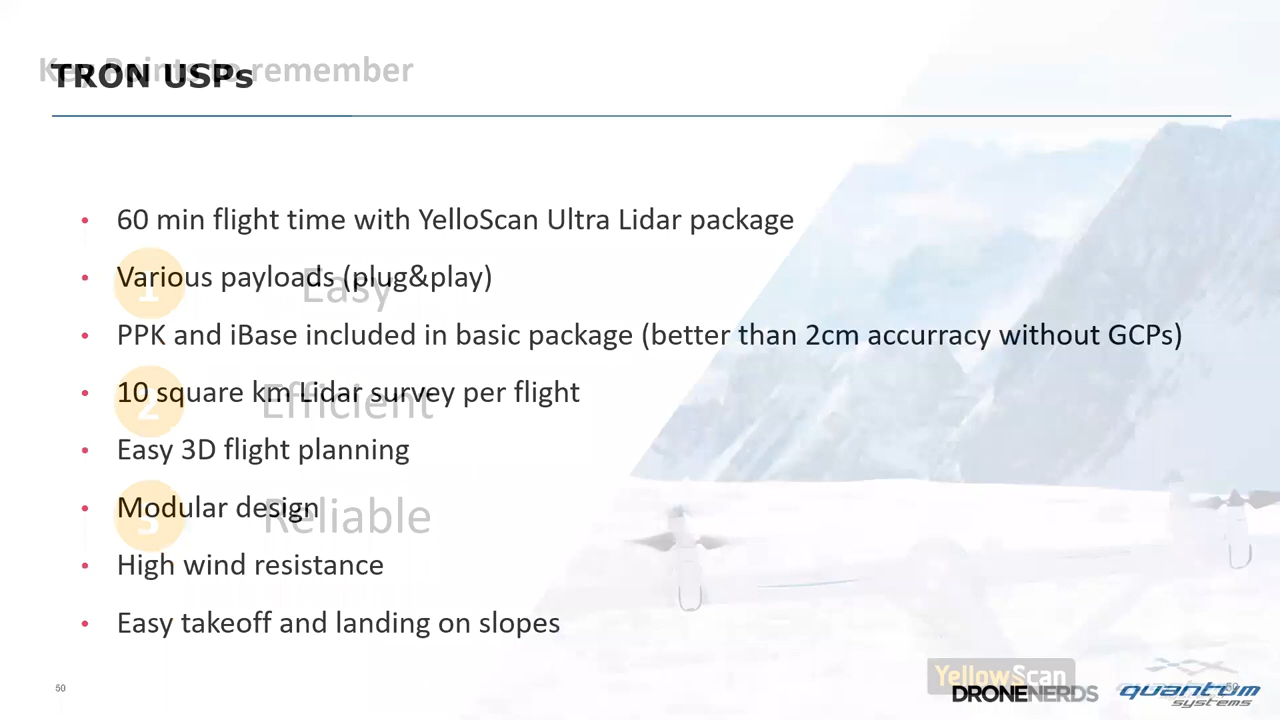 Key Points to remember
TRON USPs
60 min flight time with YelloScan Ultra Lidar package
1 Easy
Various payloads (plug&play)
PPK and iBase included in basic package (better than 2cm accurracy without GCPs)
2 Efficient
10 square km Lidar survey per flight
Easy 3D flight planning
3 Reliable
Modular design
High wind resistance
Easy takeoff and landing on slopes
YellowScan
50
DRONENERDS
quantum
systems